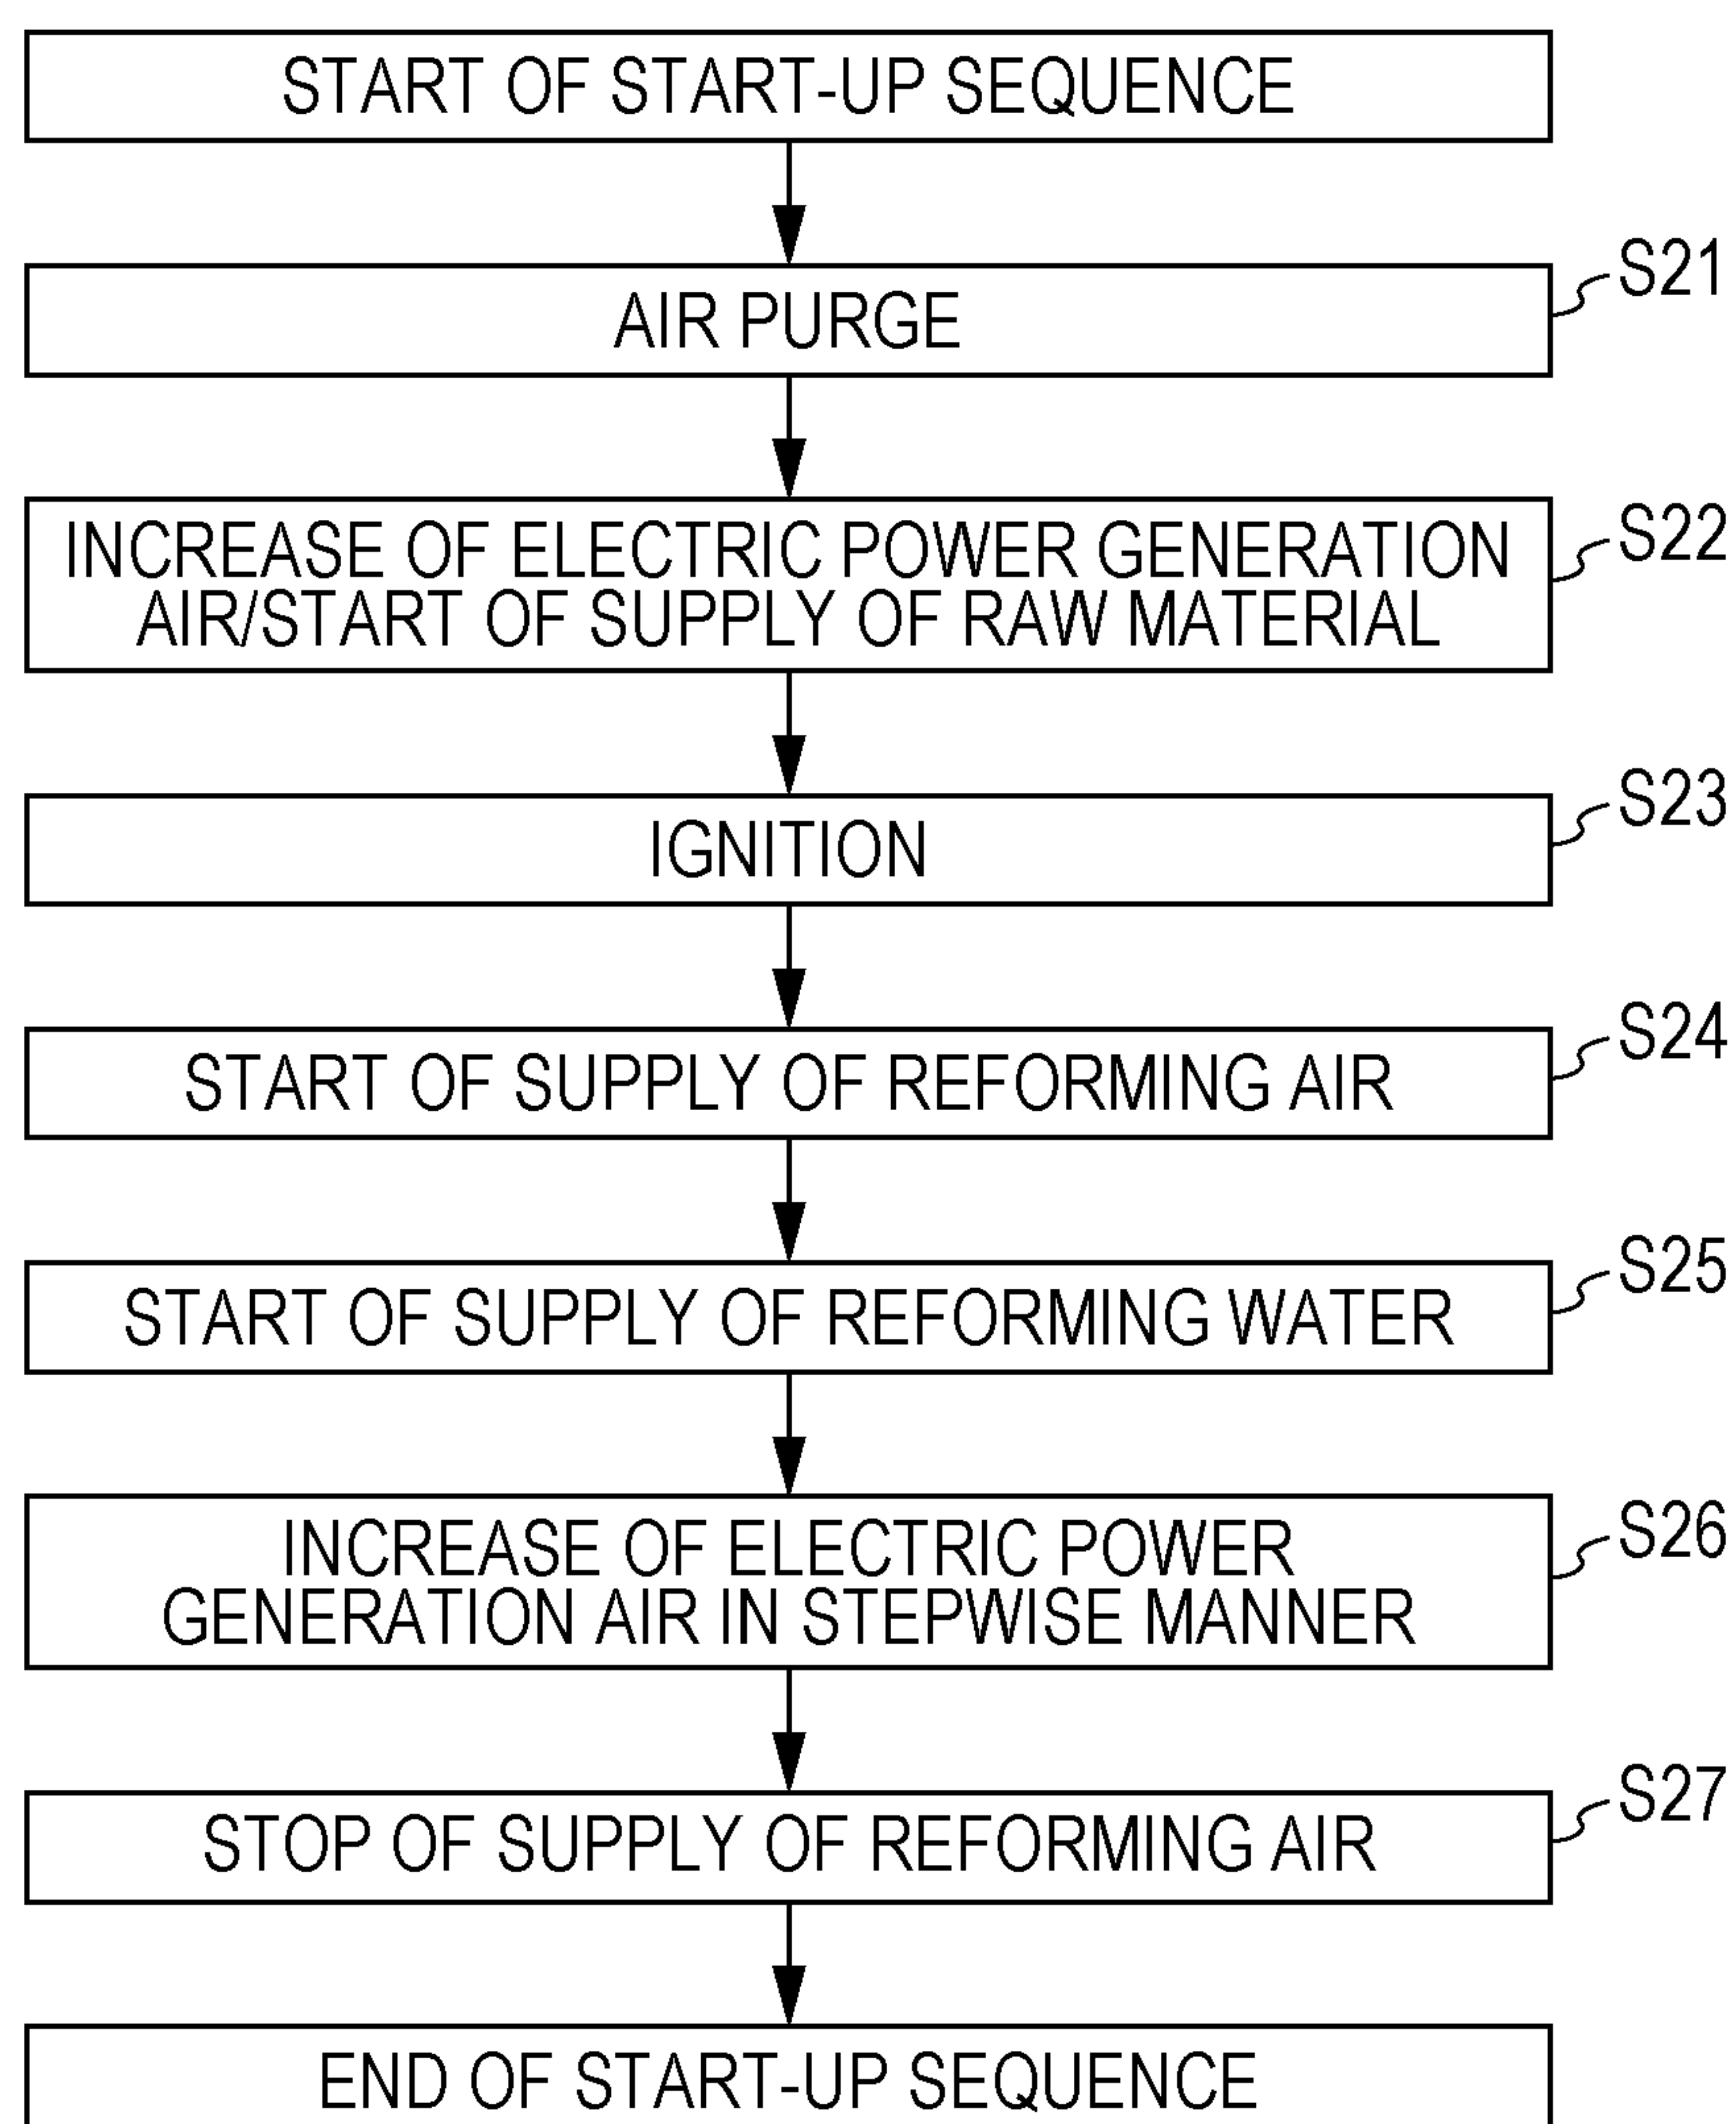 START OF START-UP SEQUENCE
AIR PURGE
S21
INCREASE OF ELECTRIC POWER GENERATION
AIR/START OF SUPPLY OF RAW MATERIAL
S22
IGNITION
S23
START OF SUPPLY OF REFORMING AIR
S24
START OF SUPPLY OF REFORMING WATER
S25
INCREASE OF ELECTRIC POWER
GENERATION AIR IN STEPWISE MANNER
S26
STOP OF SUPPLY OF REFORMING AIR
S27
END OF START-UP SEQUENCE